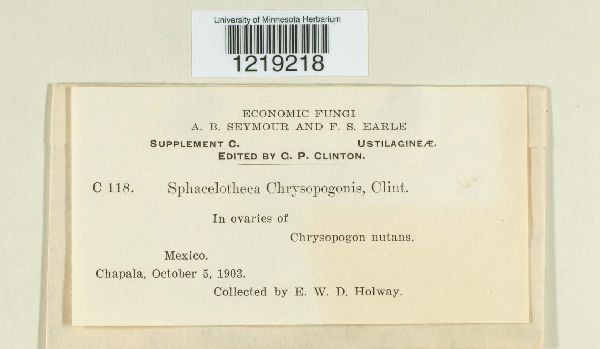 University of Minnesota Herbarium
1219218
ECONOMIC FUNGI
A. B. SEYMOUR AND F. S. EARLE
SUPPLEMENT C. USTILAGINEÆ.
EDITED BY G. P. CLINTON.
C 118. Sphacelotheca Chrysopogonis, Clint.
In ovaries of
Chrysopogon nutans.
Mexico.
Chapala, October 5, 1903.
Collected by E. W. D. Holway.